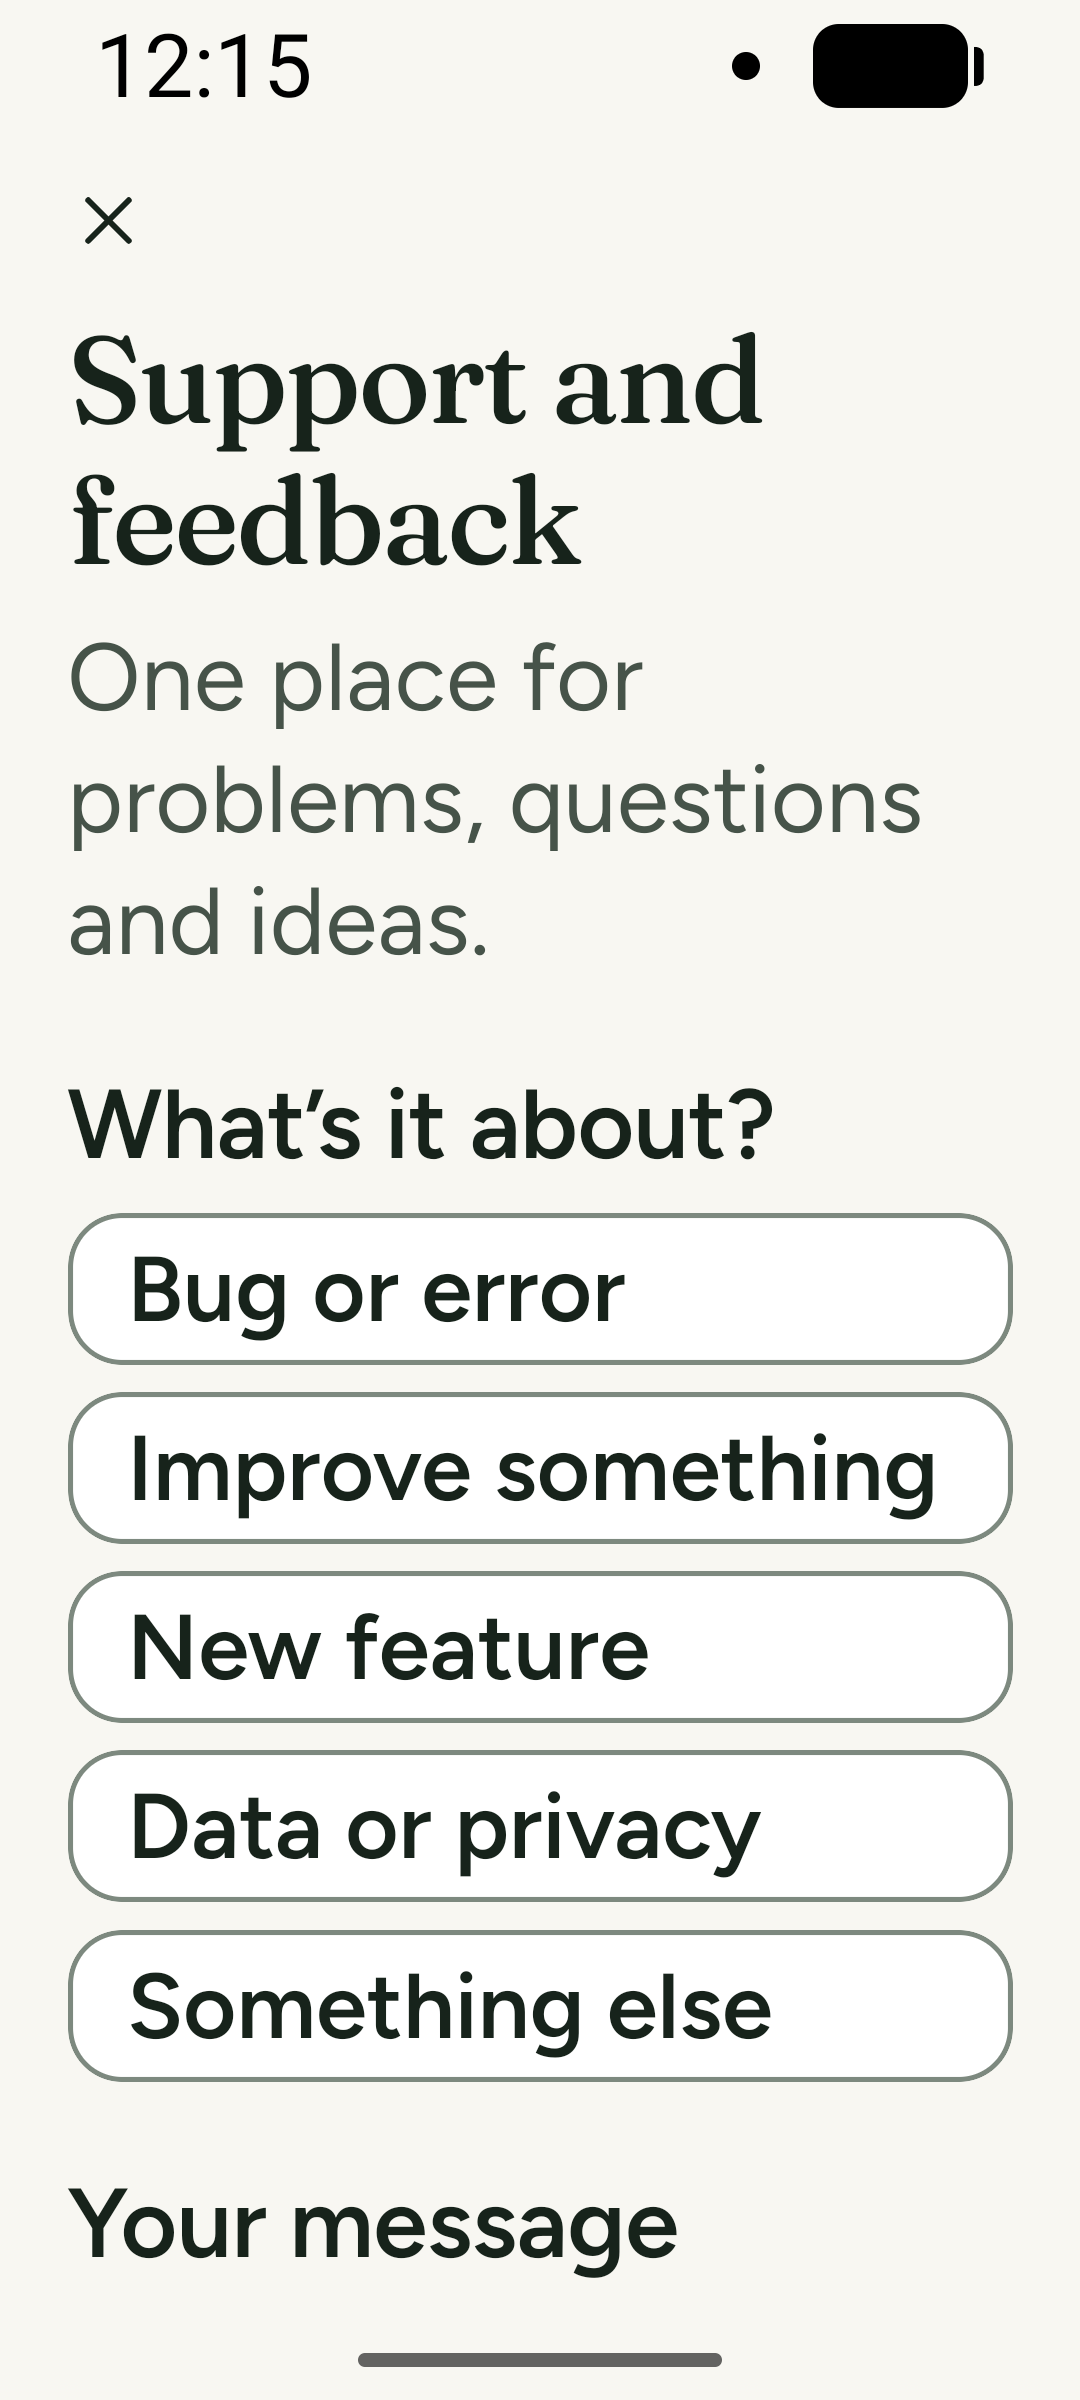 12:15
Support and
feedback
One place for
problems, questions
and ideas.
What’s it about?
Bug or error
Improve something
New feature
Data or privacy
Something else
Your message